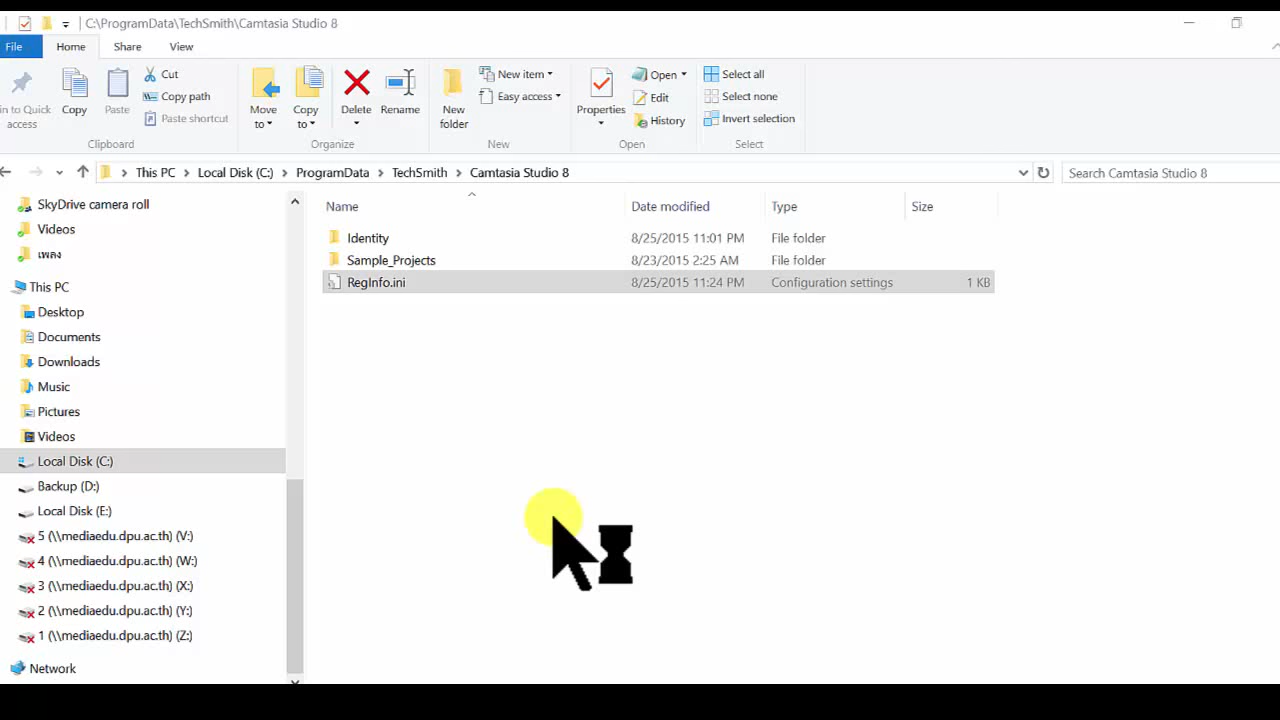 C:\ProgramData\TechSmith\Camtasia Studio 8
File Home Share View
in to Quick access
Copy
Paste
Cut
Copy path
Paste shortcut
Clipboard
Move to
Copy to
Delete
Rename
Organize
New folder
New item
Easy access
New
Properties
Open
Edit
History
Open
Select all
Select none
Invert selection
Select
This PC Local Disk (C:) ProgramData TechSmith Camtasia Studio 8
Search Camtasia Studio 8
SkyDrive camera roll
Videos
เพลง
This PC
Desktop
Documents
Downloads
Music
Pictures
Videos
Local Disk (C:)
Backup (D:)
Local Disk (E:)
5 (\\mediaedu.dpu.ac.th) (V:)
4 (\\mediaedu.dpu.ac.th) (W:)
3 (\\mediaedu.dpu.ac.th) (X:)
2 (\\mediaedu.dpu.ac.th) (Y:)
1 (\\mediaedu.dpu.ac.th) (Z:)
Network
Name Date modified Type Size
Identity 8/25/2015 11:01 PM File folder
Sample_Projects 8/23/2015 2:25 AM File folder
RegInfo.ini 8/25/2015 11:24 PM Configuration settings 1 KB